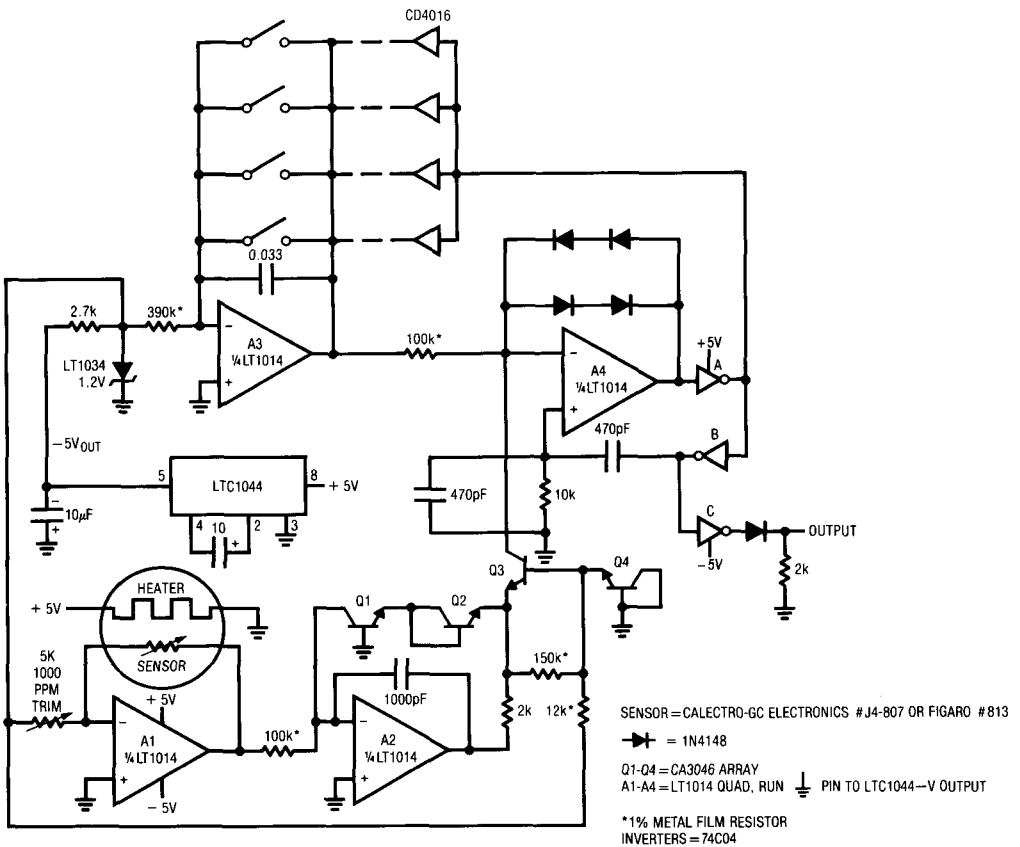 CD4016
0.033
2.7k
390k*
A3
¼LT1014
−
+
LT1034
1.2V
100k*
A4
¼LT1014
−
+
+5V
A
B
470pF
−5VOUT
5
LTC1044
8
+ 5V
4
10
+
2
3
−
10µF
+
470pF
10k
C
−5V
OUTPUT
2k
Q3
Q4
HEATER
+ 5V
SENSOR
Q1
Q2
5K
1000
PPM
TRIM
150k*
1000pF
2k
12k*
+ 5V
−
A1
¼LT1014
+
− 5V
100k*
−
A2
¼LT1014
+
SENSOR = CALECTRO-GC ELECTRONICS #J4-807 OR FIGARO #813
= 1N4148
Q1-Q4 = CA3046 ARRAY
A1-A4 = LT1014 QUAD, RUN PIN TO LTC1044–V OUTPUT
*1% METAL FILM RESISTOR
INVERTERS = 74C04